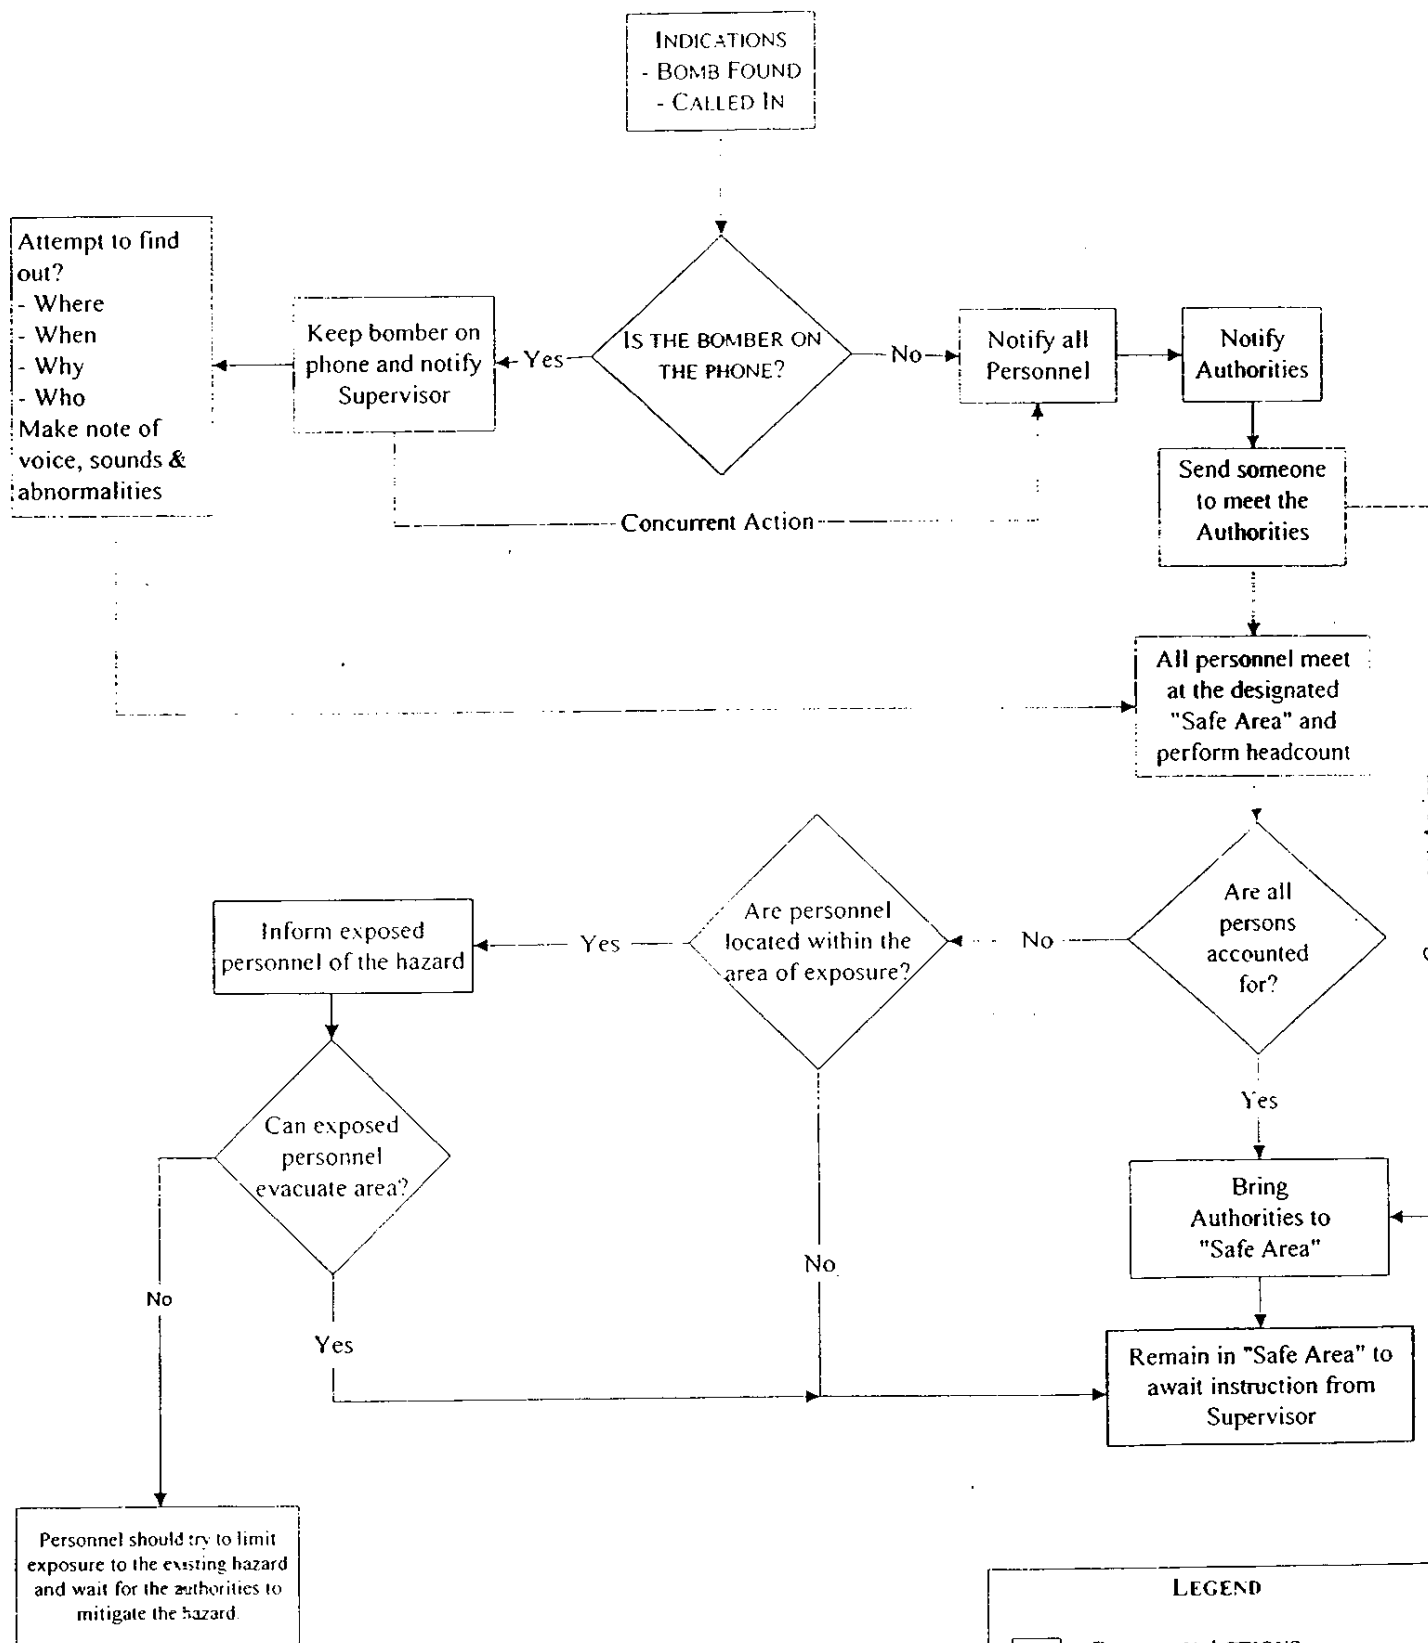 INDICATIONS
- BOMB FOUND
- CALLED IN
Attempt to find
out?
- Where
- When
- Why
- Who
Make note of
voice, sounds &
abnormalities
Keep bomber on
phone and notify
Supervisor
Yes
IS THE BOMBER ON
THE PHONE?
No
Notify all
Personnel
Notify
Authorities
Concurrent Action
Send someone
to meet the
Authorities
All personnel meet
at the designated
"Safe Area" and
perform headcount
Are all
persons
accounted
for?
No
Are personnel
located within the
area of exposure?
Yes
Inform exposed
personnel of the hazard
Can exposed
personnel
evacuate area?
Yes
Bring
Authorities to
"Safe Area"
No
No
Yes
Remain in "Safe Area" to
await instruction from
Supervisor
Personnel should try to limit
exposure to the existing hazard
and wait for the authorities to
mitigate the hazard.
LEGEND